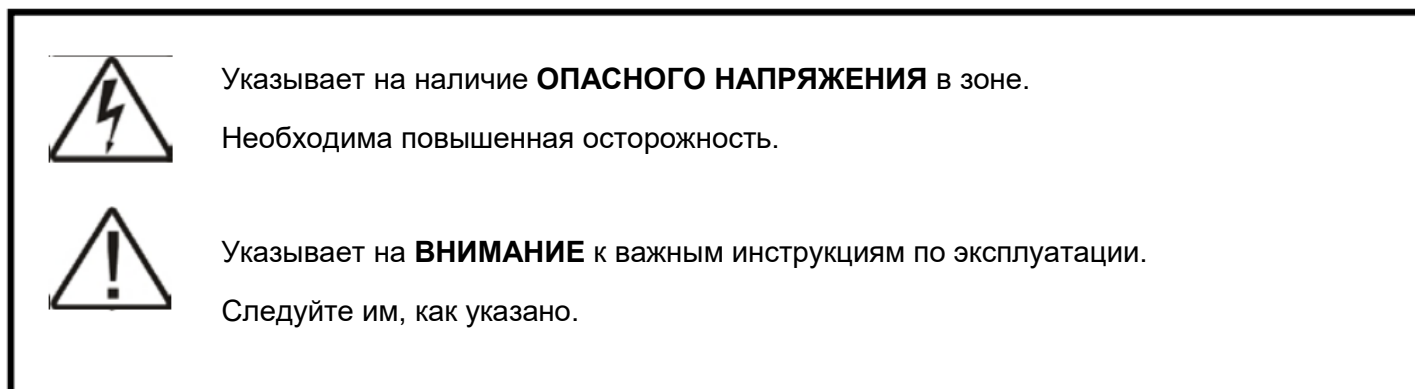 Указывает на наличие ОПАСНОГО НАПРЯЖЕНИЯ в зоне.
Необходима повышенная осторожность.
Указывает на ВНИМАНИЕ к важным инструкциям по эксплуатации.
Следуйте им, как указано.